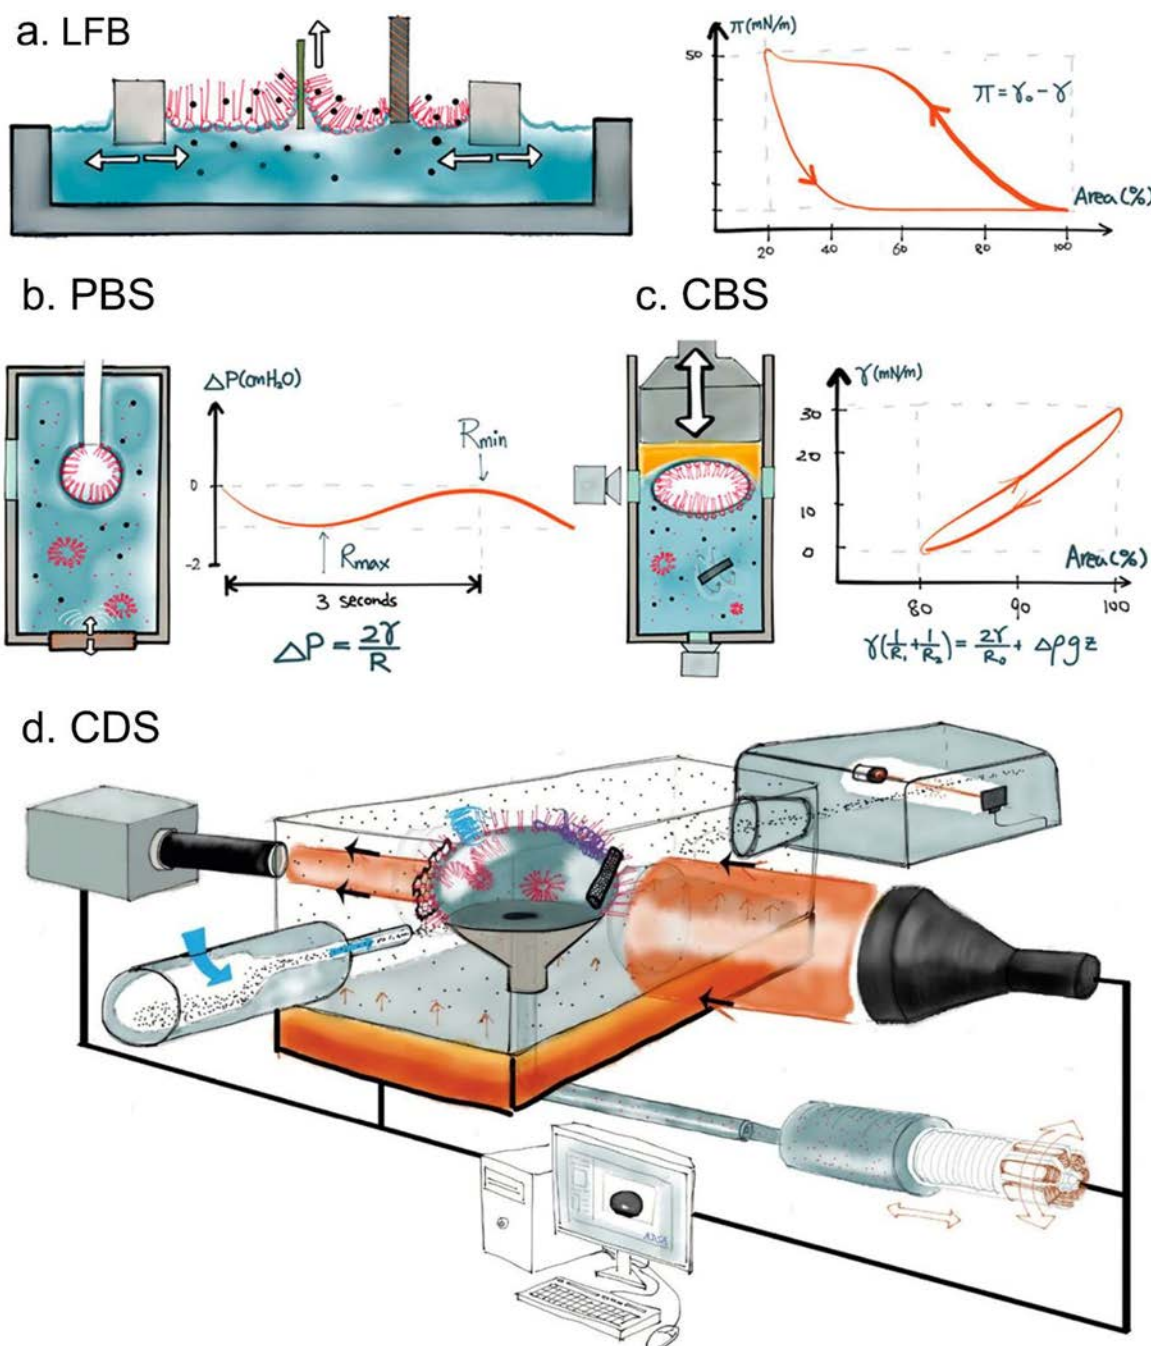 a. LFB
π(mN/m)
50
π = γ₀ - γ
Area(%)
20 40 60 80 100
b. PBS
ΔP(cmH₂O)
Rmin
0
Rmax
-2
3 seconds
ΔP = 2γ/R
c. CBS
γ(mN/m)
30
20
10
0
Area(%)
80 90 100
γ(1/R₁ + 1/R₂) = 2γ/R₀ + Δρgz
d. CDS